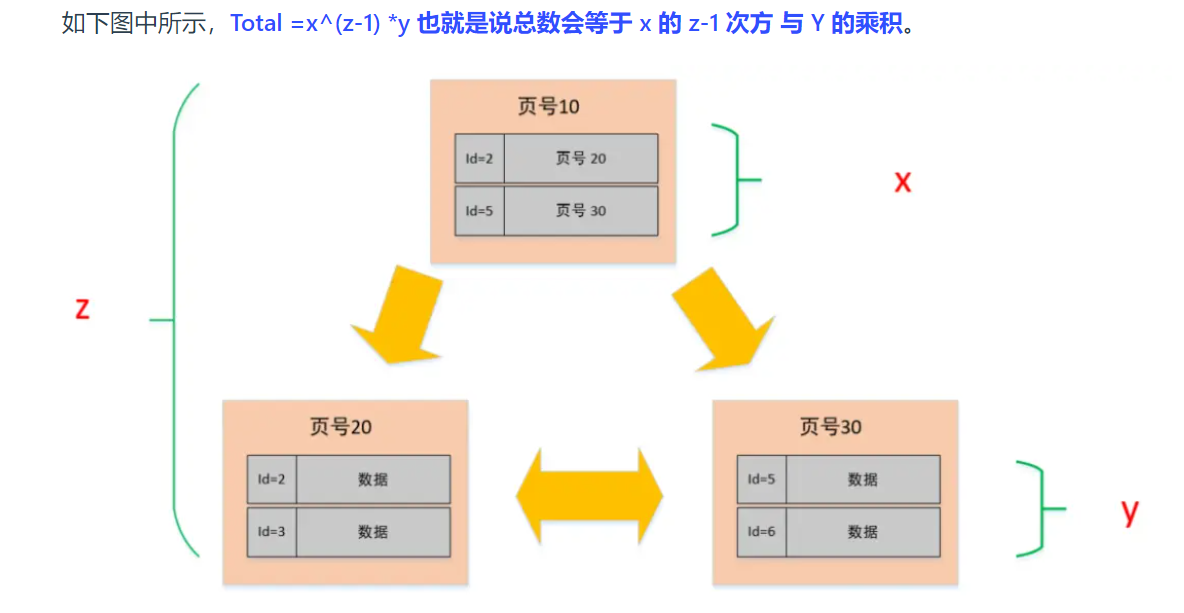 如下图中所示，Total =x^(z-1) *y 也就是说总数会等于 x 的 z-1 次方 与 Y 的乘积。
页号10
Id=2 页号 20
Id=5 页号 30
x
z
页号20
Id=2 数据
Id=3 数据
页号30
Id=5 数据
Id=6 数据
y